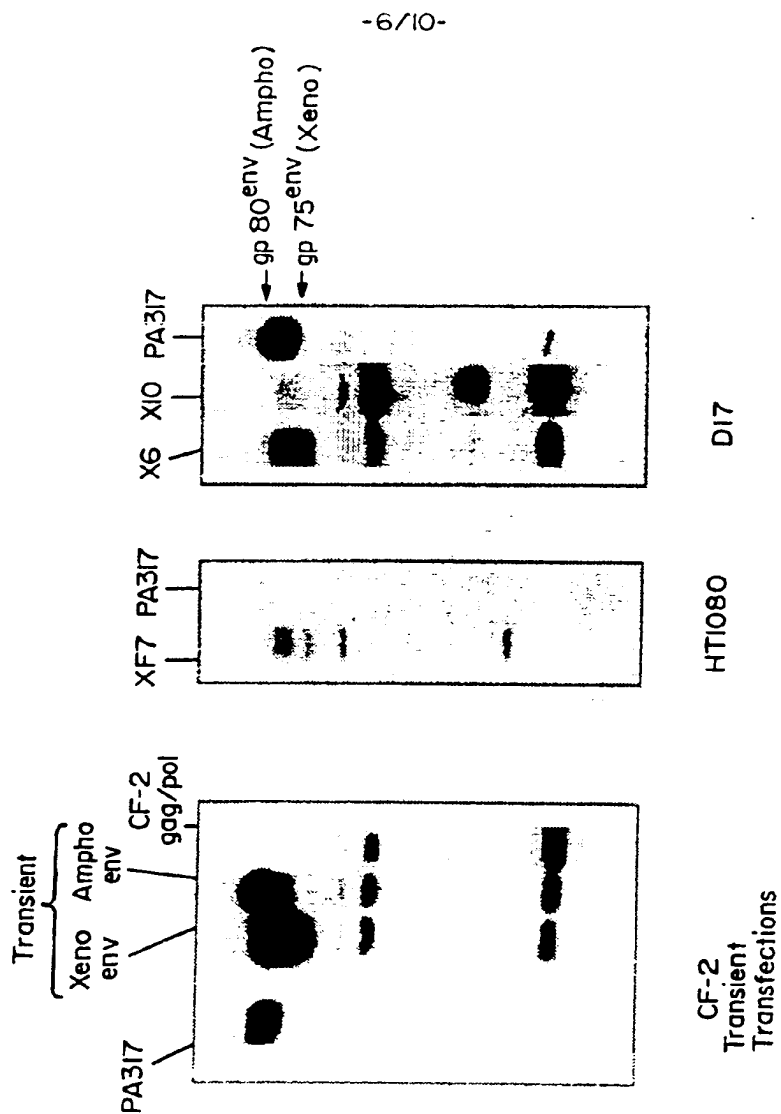 -6/10-
gp 80env (Ampho)
gp 75env (Xeno)
X6 X10 PA317
D17
XF7 PA317
HT1080
Transient
Xeno env Ampho env
CF-2 gag/pol
PA317
CF-2
Transient
Transfections